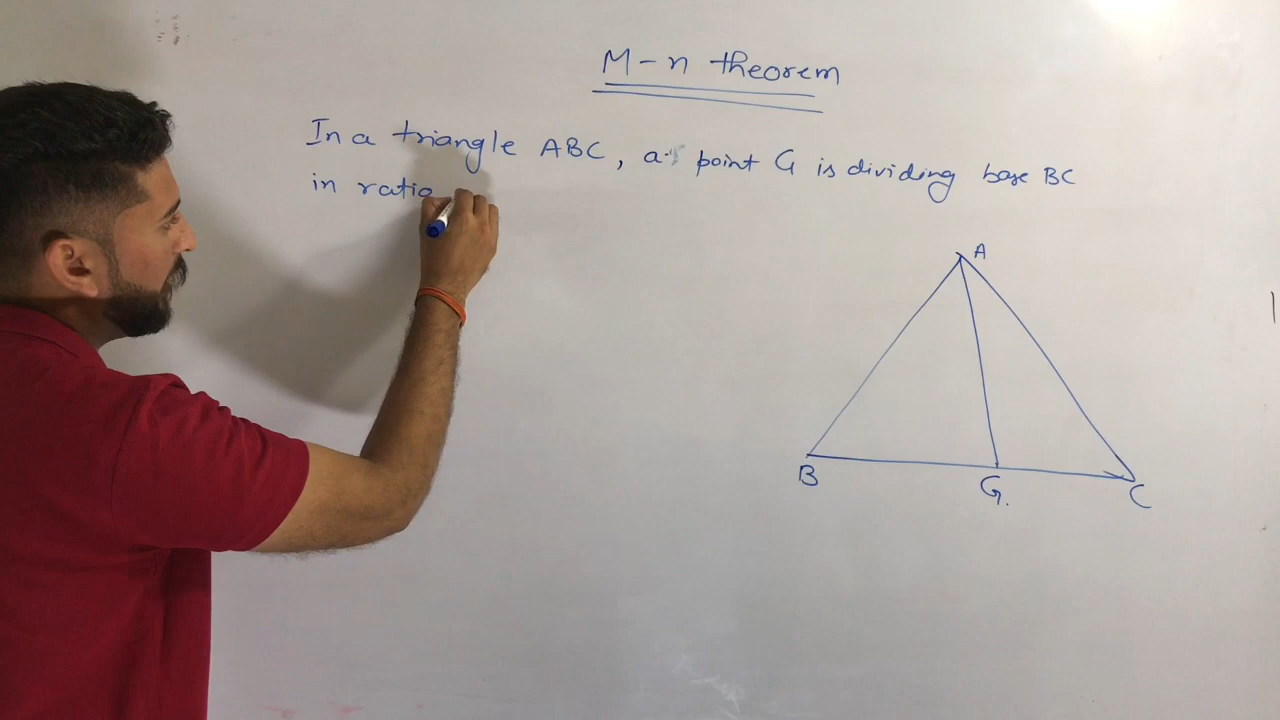 M-n theorem
In a triangle ABC, a point G is dividing base BC
in ratio
A
B
G.
C